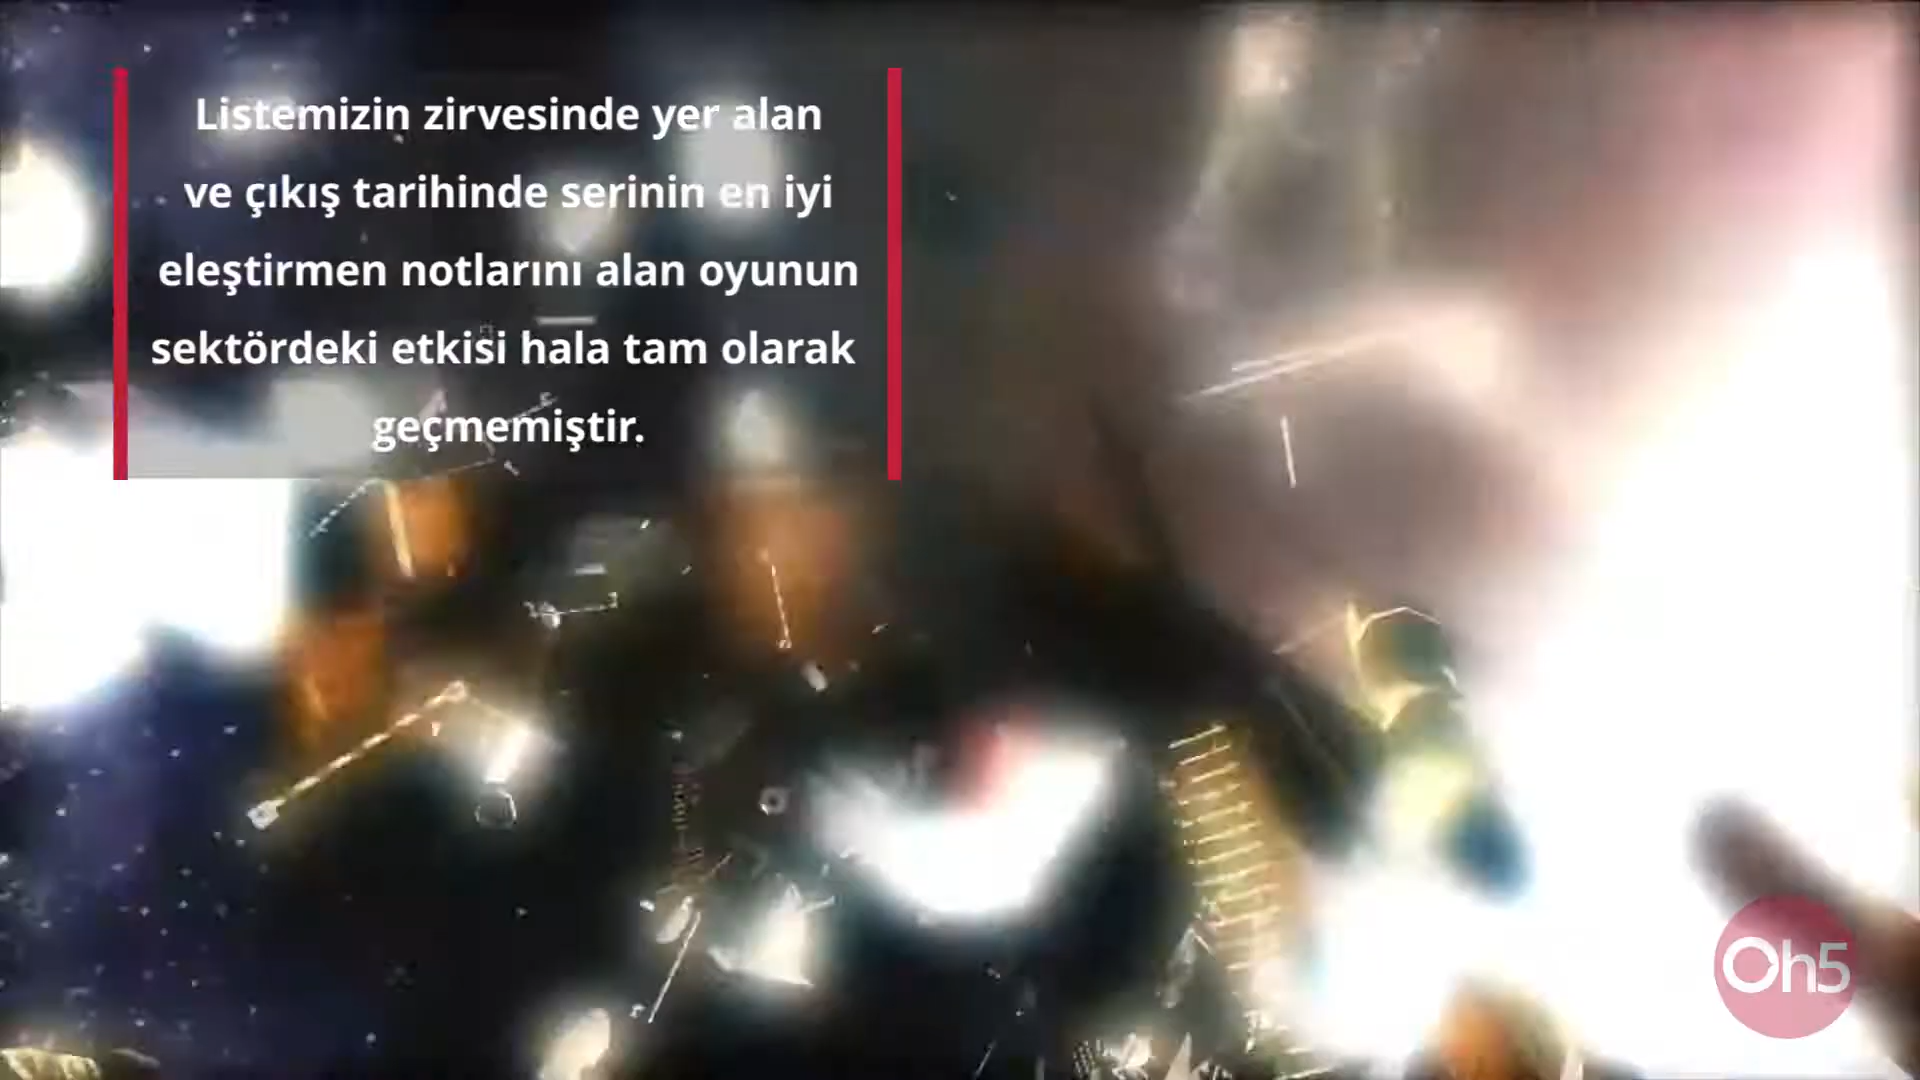 Listemizin zirvesinde yer alan
ve çıkış tarihinde serinin en iyi
eleştirmen notlarını alan oyunun
sektördeki etkisi hala tam olarak
geçmemiştir.
Oh5